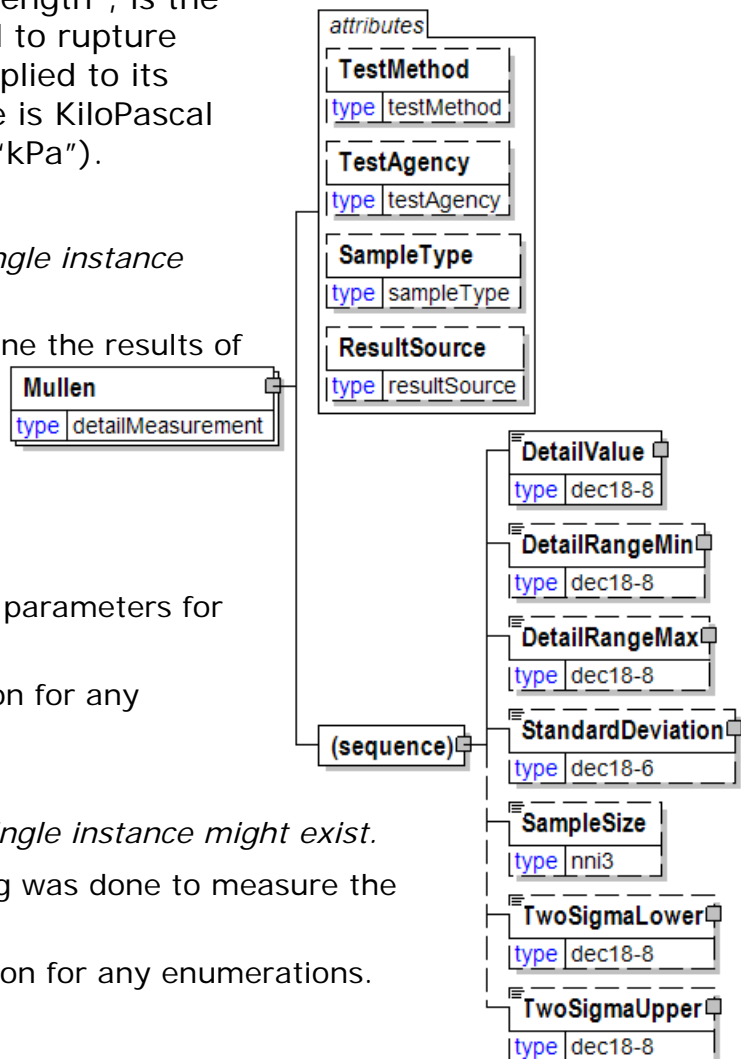 ength", is the
to rupture
plied to its
e is KiloPascal
"kPa").
ngle instance
ne the results of
parameters for
on for any
ingle instance might exist.
g was done to measure the
on for any enumerations.
Mullen
type detailMeasurement
attributes
TestMethod
type testMethod
TestAgency
type testAgency
SampleType
type sampleType
ResultSource
type resultSource
(sequence)
DetailValue
type dec18-8
DetailRangeMin
type dec18-8
DetailRangeMax
type dec18-8
StandardDeviation
type dec18-6
SampleSize
type nni3
TwoSigmaLower
type dec18-8
TwoSigmaUpper
type dec18-8